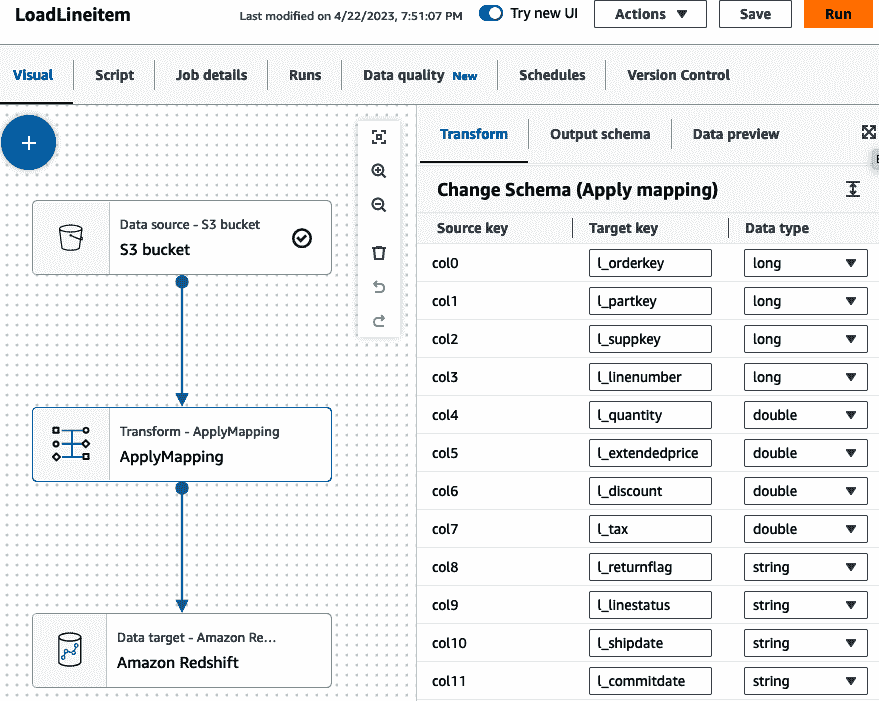 LoadLineitem
Last modified on 4/22/2023, 7:51:07 PM
Try new UI
Actions
Save
Run
Visual
Script
Job details
Runs
Data quality New
Schedules
Version Control
Data source - S3 bucket
S3 bucket
Transform - ApplyMapping
ApplyMapping
Data target - Amazon Re...
Amazon Redshift
Transform
Output schema
Data preview
Change Schema (Apply mapping)
Source key Target key Data type
col0 l_orderkey long
col1 l_partkey long
col2 l_suppkey long
col3 l_linenumber long
col4 l_quantity double
col5 l_extendedprice double
col6 l_discount double
col7 l_tax double
col8 l_returnflag string
col9 l_linestatus string
col10 l_shipdate string
col11 l_commitdate string